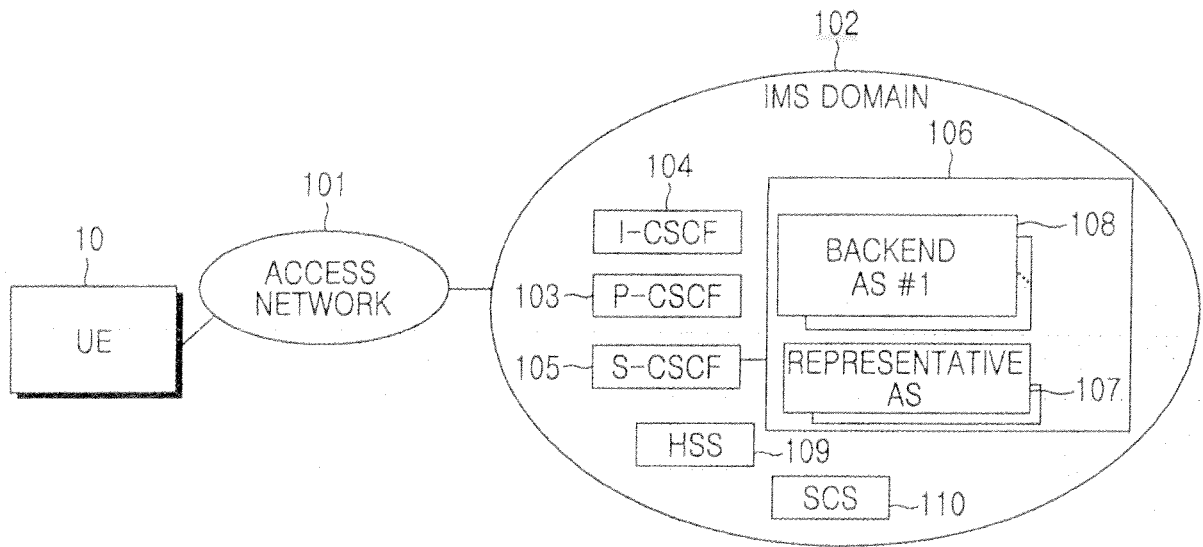 102
IMS DOMAIN
106
104
I-CSCF
108
BACKEND
AS #1
101
10
ACCESS
NETWORK
103
P-CSCF
UE
105
S-CSCF
REPRESENTATIVE
AS
107
HSS
109
SCS
110